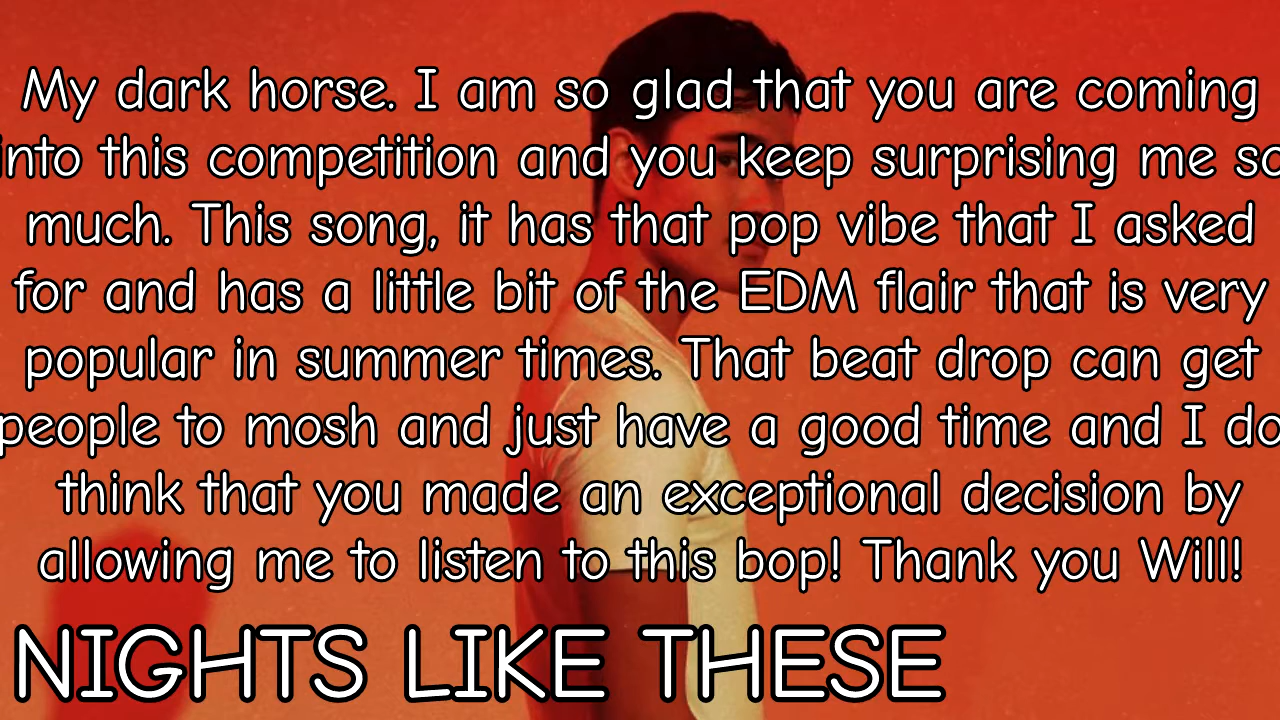 My dark horse. I am so glad that you are coming
into this competition and you keep surprising me so
much. This song, it has that pop vibe that I asked
for and has a little bit of the EDM flair that is very
popular in summer times. That beat drop can get
people to mosh and just have a good time and I do
think that you made an exceptional decision by
allowing me to listen to this bop! Thank you Will!
NIGHTS LIKE THESE